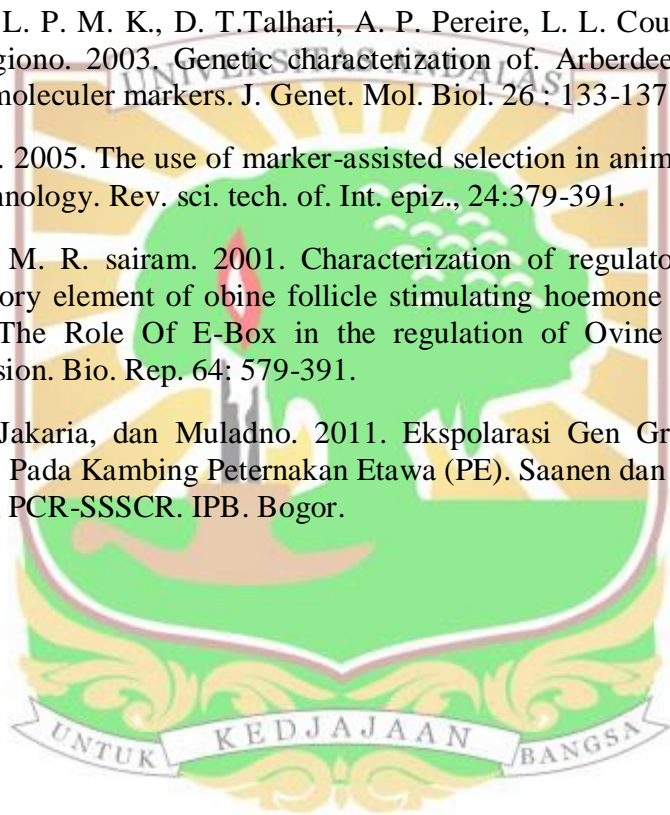 L. P. M. K., D. T.Talhari, A. P. Pereire, L. L. Cou
giono. 2003. Genetic characterization of. Arberdee
moleculer markers. J. Genet. Mol. Biol. 26 : 133-137
. 2005. The use of marker-assisted selection in anim
hnology. Rev. sci. tech. of. Int. epiz., 24:379-391.
M. R. sairam. 2001. Characterization of regulato
ory element of obine follicle stimulating hoemone
The Role Of E-Box in the regulation of Ovine
sion. Bio. Rep. 64: 579-391.
Jakaria, dan Muladno. 2011. Ekspolarasi Gen Gr
Pada Kambing Peternakan Etawa (PE). Saanen dan
PCR-SSSCR. IPB. Bogor.
UNIVERSITAS ANDALAS
UNTUK KEDJAJAAN BANGSA